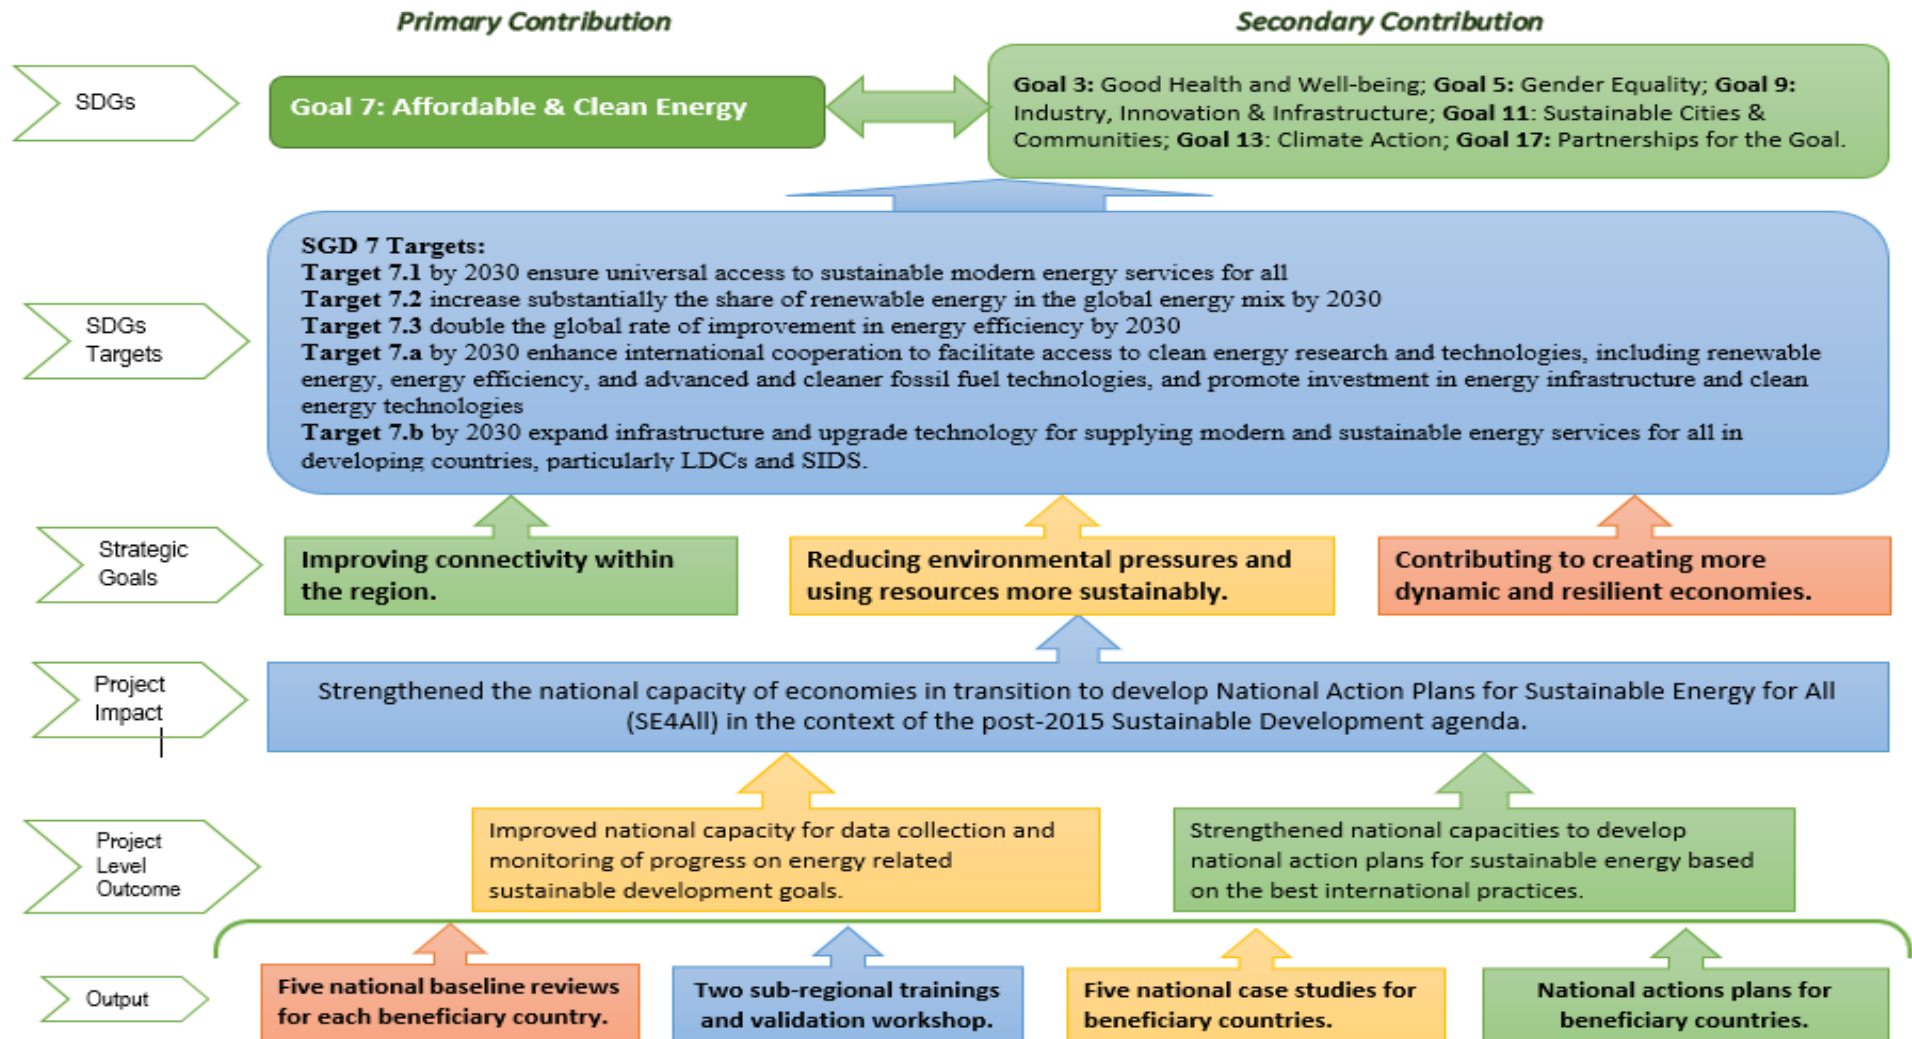 Primary Contribution
Secondary Contribution
SDGs
Goal 7: Affordable & Clean Energy
Goal 3: Good Health and Well-being; Goal 5: Gender Equality; Goal 9:
Industry, Innovation & Infrastructure; Goal 11: Sustainable Cities &
Communities; Goal 13: Climate Action; Goal 17: Partnerships for the Goal.
SDGs
Targets
SGD 7 Targets:
Target 7.1 by 2030 ensure universal access to sustainable modern energy services for all
Target 7.2 increase substantially the share of renewable energy in the global energy mix by 2030
Target 7.3 double the global rate of improvement in energy efficiency by 2030
Target 7.a by 2030 enhance international cooperation to facilitate access to clean energy research and technologies, including renewable
energy, energy efficiency, and advanced and cleaner fossil fuel technologies, and promote investment in energy infrastructure and clean
energy technologies
Target 7.b by 2030 expand infrastructure and upgrade technology for supplying modern and sustainable energy services for all in
developing countries, particularly LDCs and SIDS.
Strategic
Goals
Improving connectivity within
the region.
Reducing environmental pressures and
using resources more sustainably.
Contributing to creating more
dynamic and resilient economies.
Project
Impact
Strengthened the national capacity of economies in transition to develop National Action Plans for Sustainable Energy for All
(SE4All) in the context of the post-2015 Sustainable Development agenda.
Project
Level
Outcome
Improved national capacity for data collection and
monitoring of progress on energy related
sustainable development goals.
Strengthened national capacities to develop
national action plans for sustainable energy based
on the best international practices.
Output
Five national baseline reviews
for each beneficiary country.
Two sub-regional trainings
and validation workshop.
Five national case studies for
beneficiary countries.
National actions plans for
beneficiary countries.